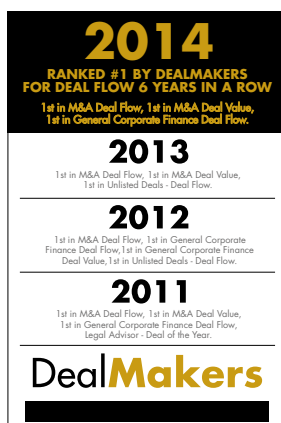 2014
RANKED #1 BY DEALMAKERS
FOR DEAL FLOW 6 YEARS IN A ROW
1st in M&A Deal Flow, 1st in M&A Deal Value,
1st in General Corporate Finance Deal Flow.
2013
1st in M&A Deal Flow, 1st in M&A Deal Value,
1st in Unlisted Deals - Deal Flow.
2012
1st in M&A Deal Flow, 1st in General Corporate
Finance Deal Flow,1st in General Corporate Finance
Deal Value,1st in Unlisted Deals - Deal Flow.
2011
1st in M&A Deal Flow, 1st in M&A Deal Value,
1st in General Corporate Finance Deal Flow,
Legal Advisor - Deal of the Year.
DealMakers